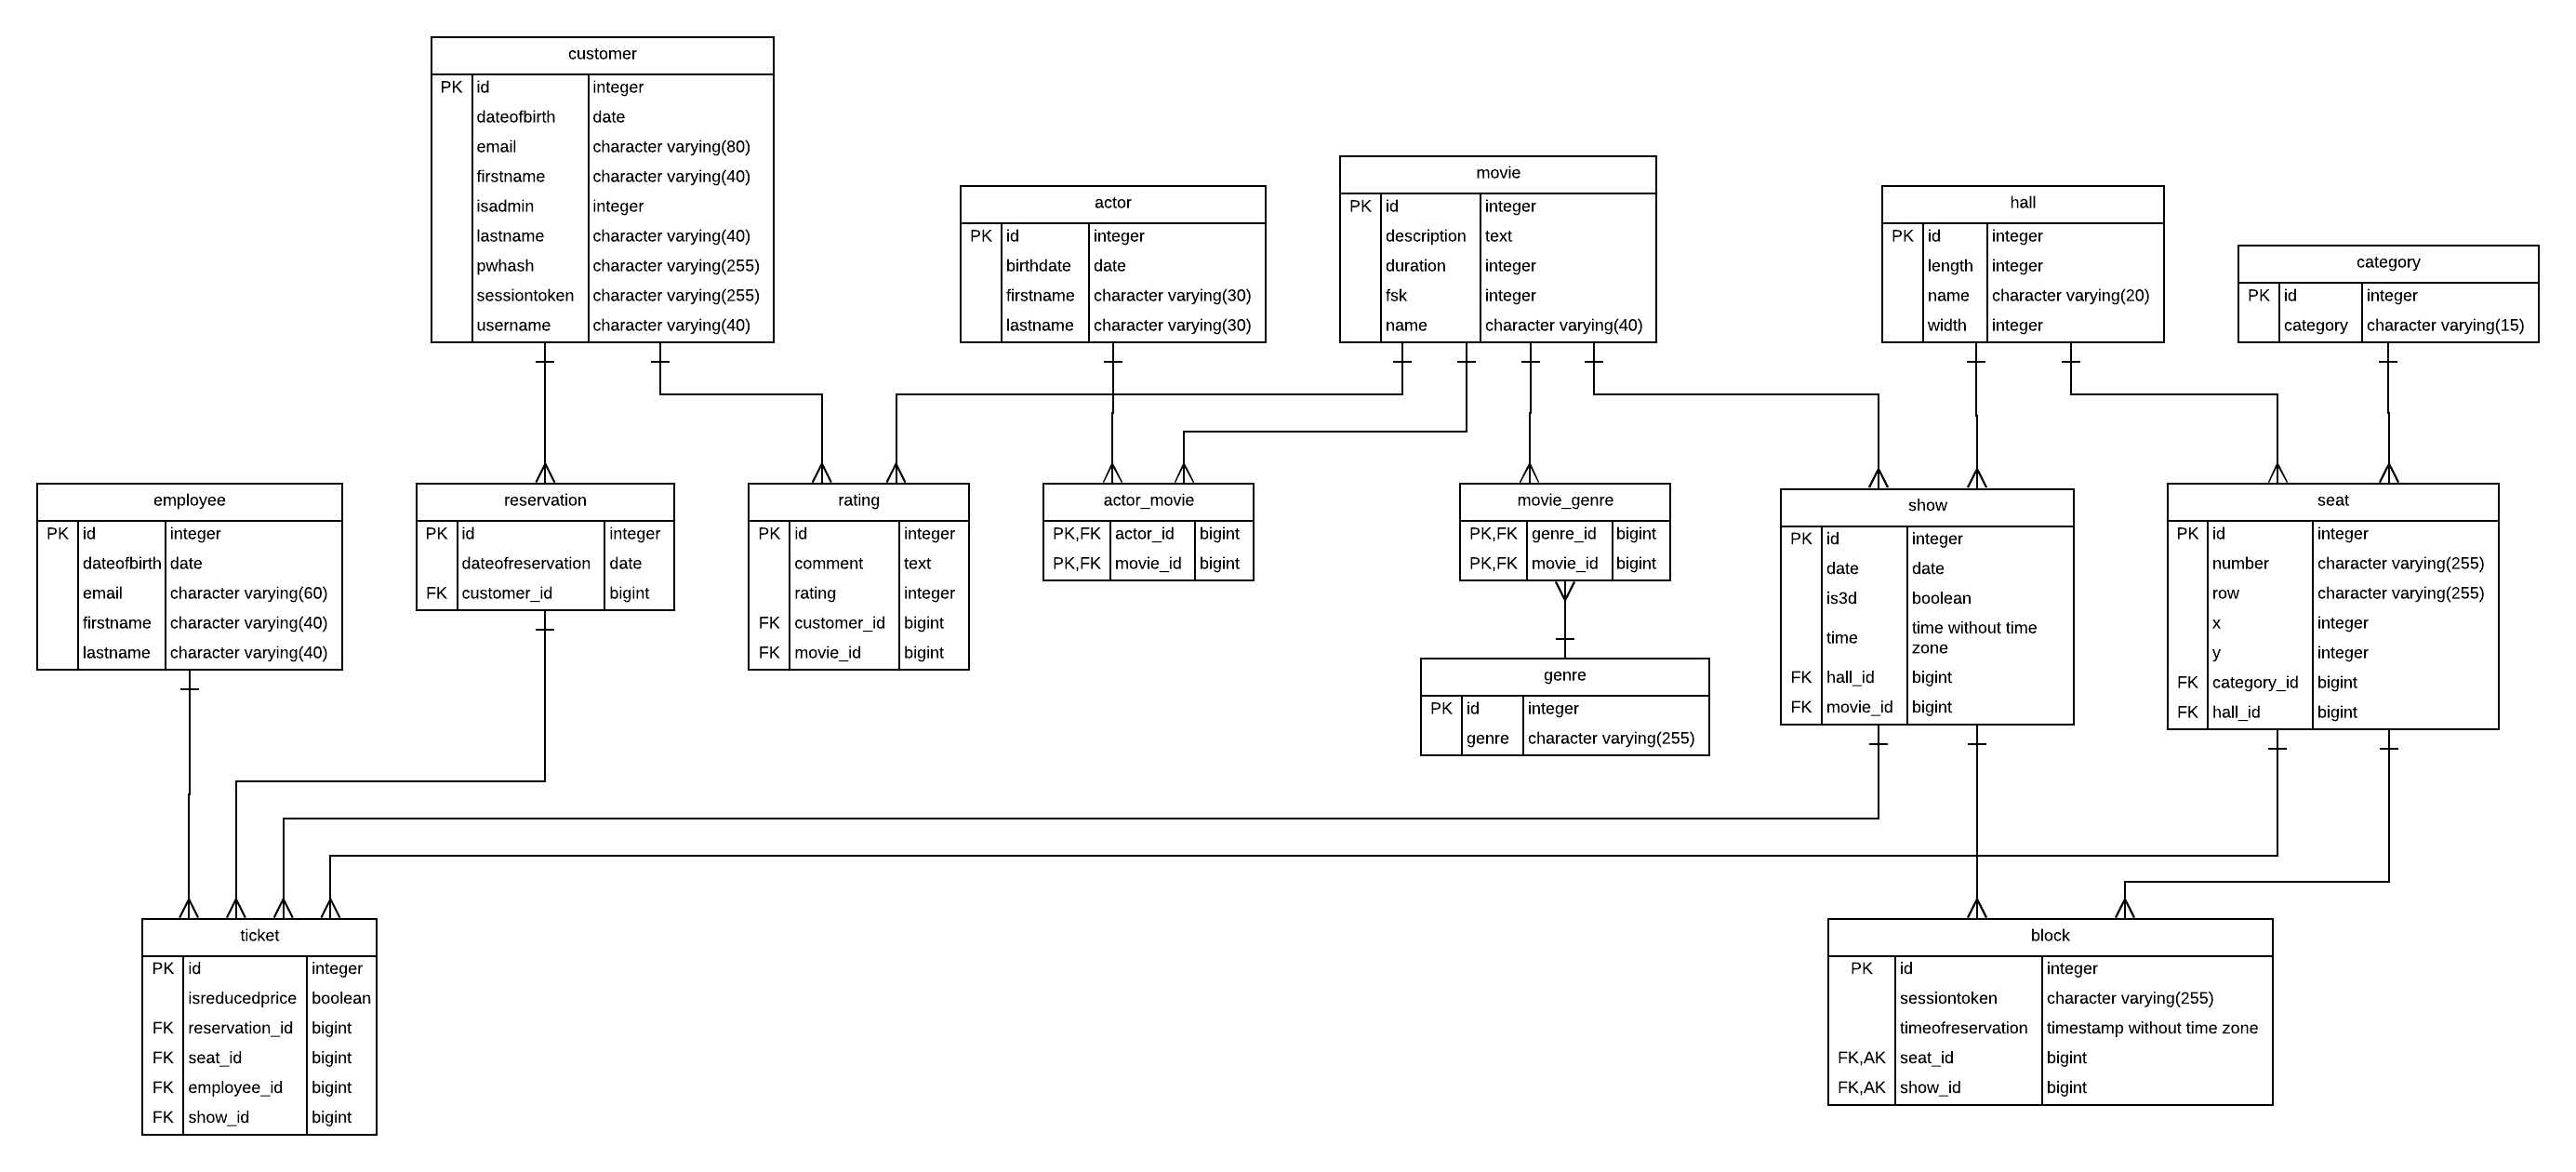 customer
PK id integer
dateofbirth date
email character varying(80)
firstname character varying(40)
isadmin integer
lastname character varying(40)
pwhash character varying(255)
sessiontoken character varying(255)
username character varying(40)
actor
PK id integer
birthdate date
firstname character varying(30)
lastname character varying(30)
movie
PK id integer
description text
duration integer
fsk integer
name character varying(40)
hall
PK id integer
length integer
name character varying(20)
width integer
category
PK id integer
category character varying(15)
employee
PK id integer
dateofbirth date
email character varying(60)
firstname character varying(40)
lastname character varying(40)
reservation
PK id integer
dateofreservation date
FK customer_id bigint
rating
PK id integer
comment text
rating integer
FK customer_id bigint
FK movie_id bigint
actor_movie
PK,FK actor_id bigint
PK,FK movie_id bigint
movie_genre
PK,FK genre_id bigint
PK,FK movie_id bigint
genre
PK id integer
genre character varying(255)
show
PK id integer
date date
is3d boolean
time time without time
zone
FK hall_id bigint
FK movie_id bigint
seat
PK id integer
number character varying(255)
row character varying(255)
x integer
y integer
FK category_id bigint
FK hall_id bigint
ticket
PK id integer
isreducedprice boolean
FK reservation_id bigint
FK seat_id bigint
FK employee_id bigint
FK show_id bigint
block
PK id integer
sessiontoken character varying(255)
timeofreservation timestamp without time zone
FK,AK seat_id bigint
FK,AK show_id bigint